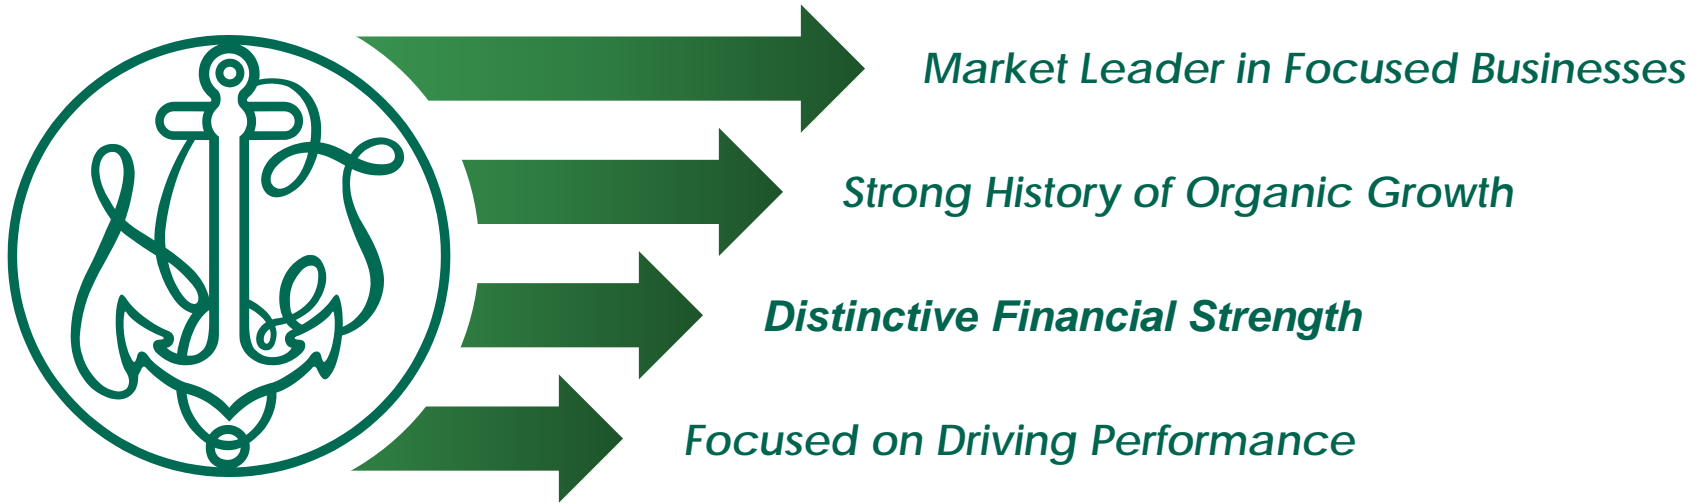 Market Leader in Focused Businesses
Strong History of Organic Growth
Distinctive Financial Strength
Focused on Driving Performance